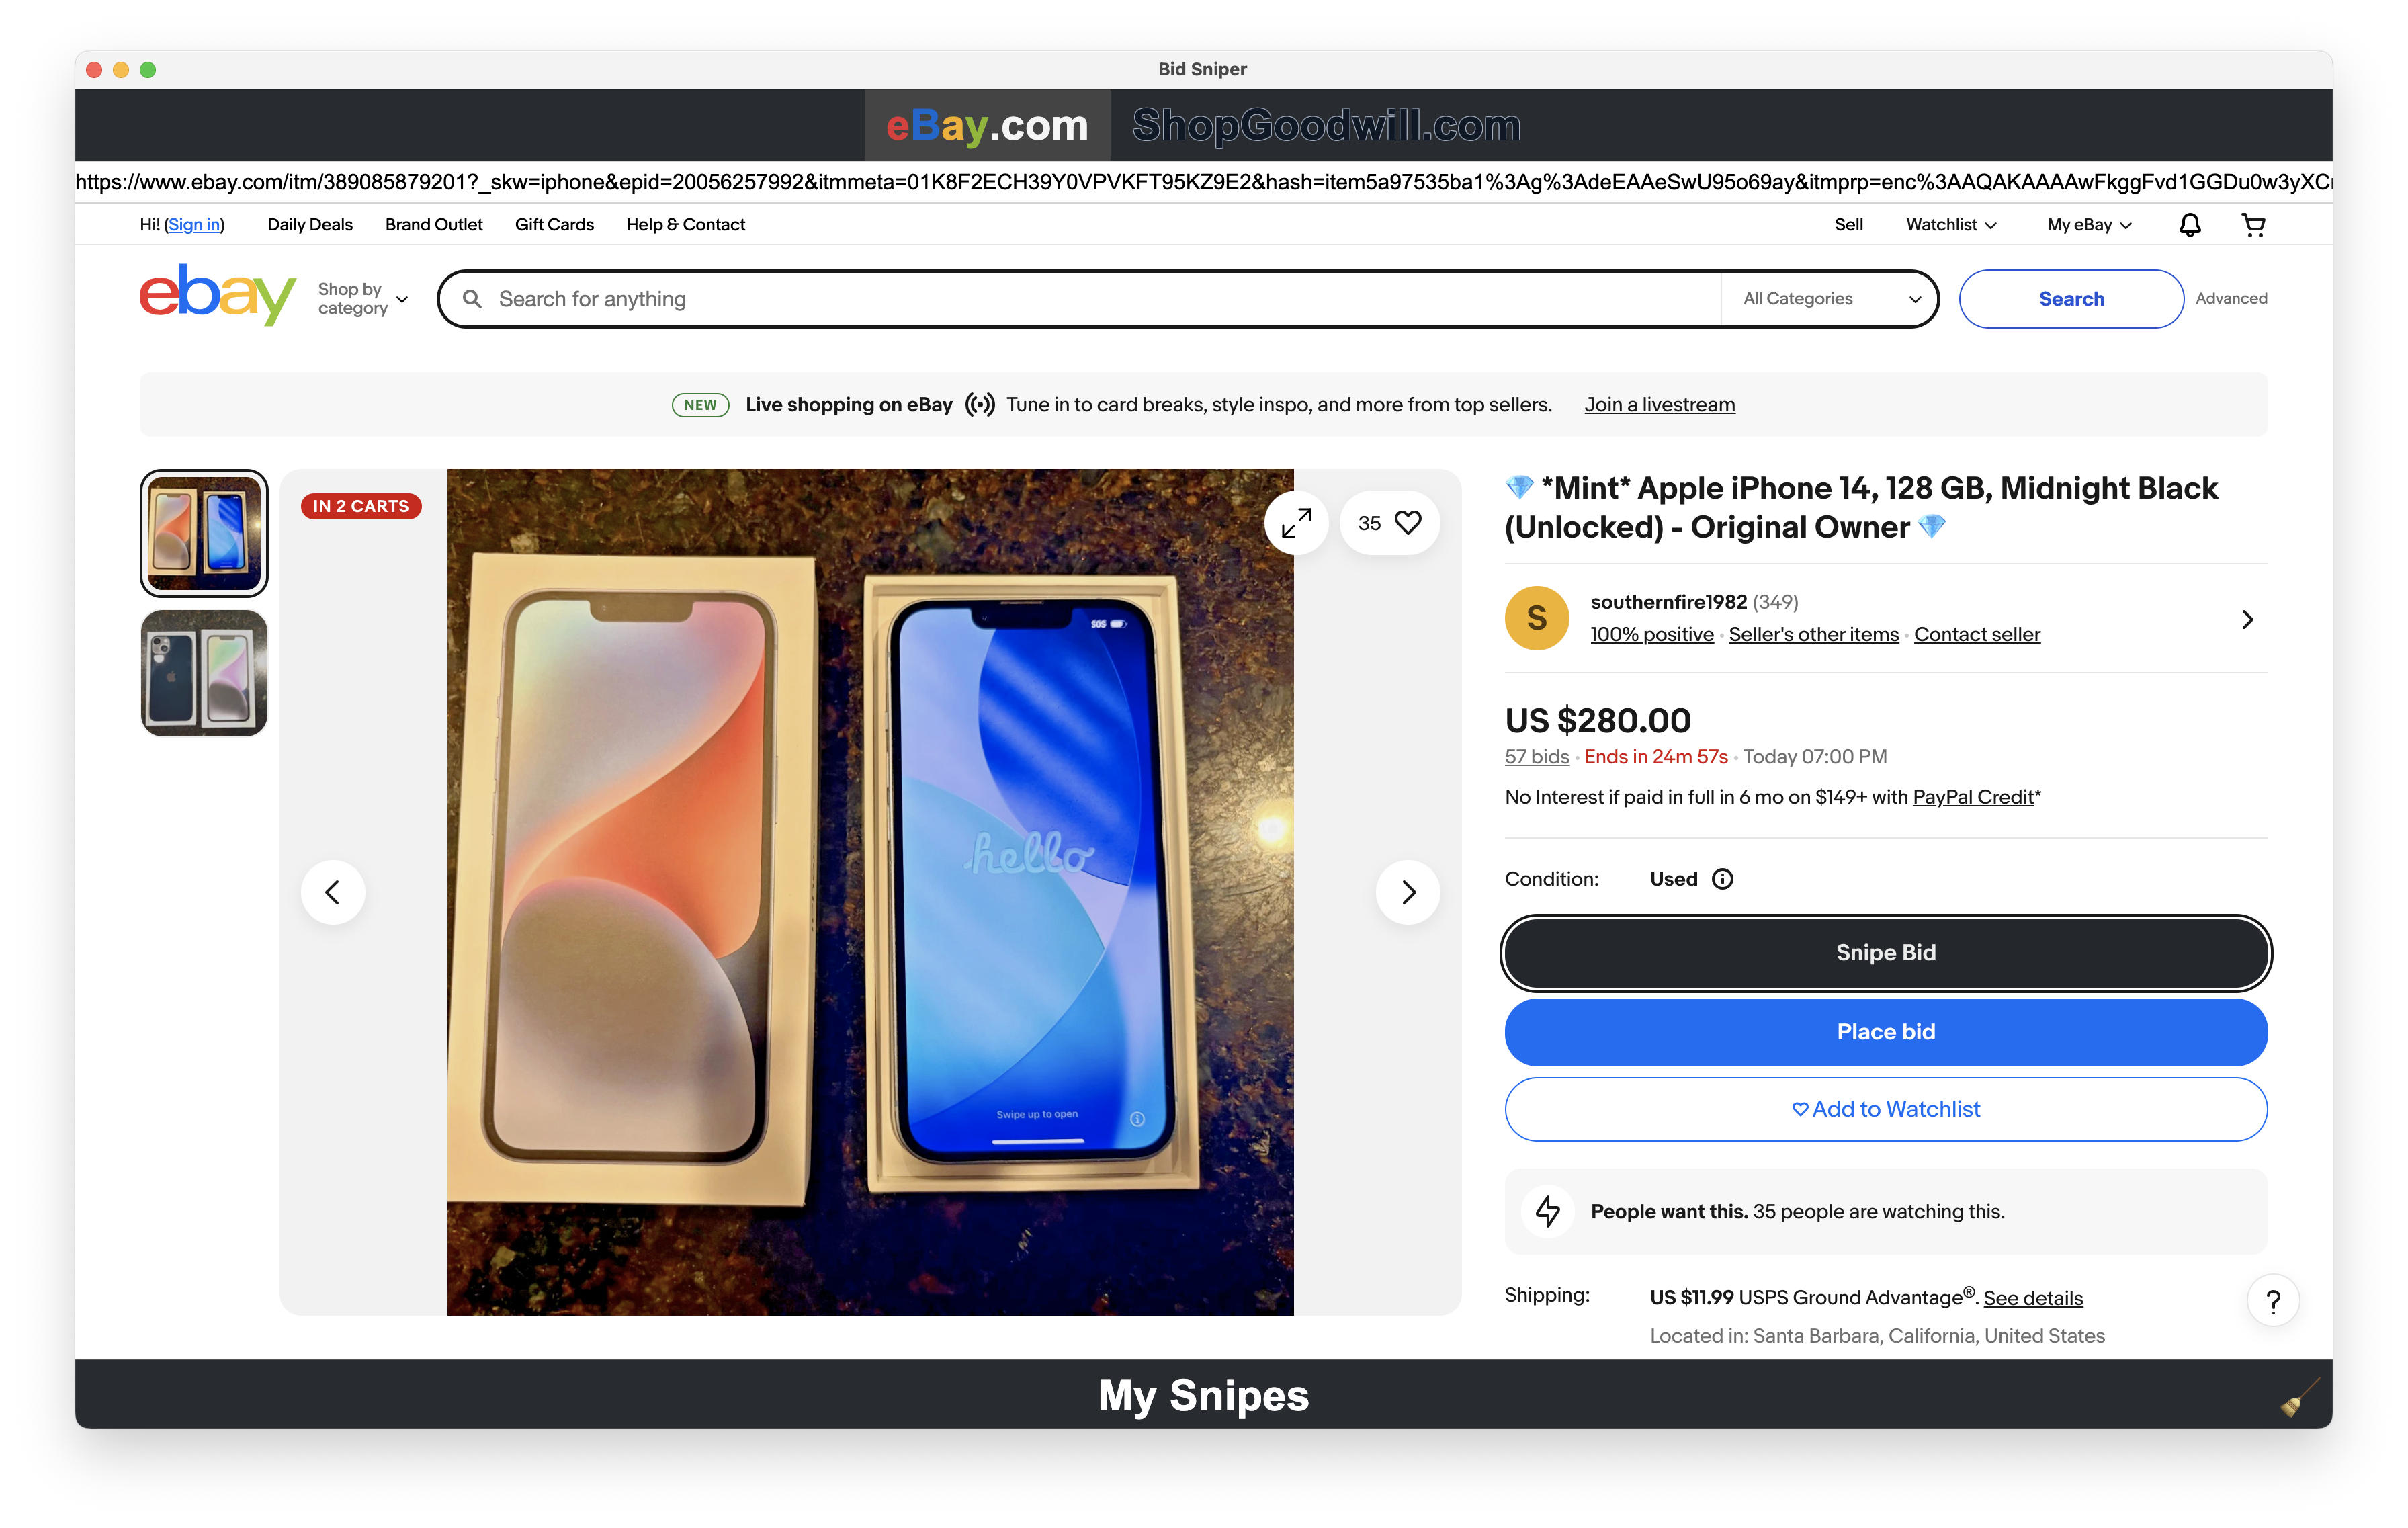 Bid Sniper
eBay.com ShopGoodwill.com
https://www.ebay.com/itm/389085879201?_skw=iphone&epid=20056257992&itmmeta=01K8F2ECH39Y0VPVKFT95KZ9E2&hash=item5a97535ba1%3Ag%3AdeEAAeSwU95o69ay&itmprp=enc%3AAQAKAAAAwFkggFvd1GGDu0w3yXC
Hi! (Sign in) Daily Deals Brand Outlet Gift Cards Help & Contact Sell Watchlist My eBay
ebay Shop by category Search for anything All Categories Search Advanced
NEW Live shopping on eBay Tune in to card breaks, style inspo, and more from top sellers. Join a livestream
IN 2 CARTS
35
SOS
hello
Swipe up to open
💎 *Mint* Apple iPhone 14, 128 GB, Midnight Black
(Unlocked) - Original Owner 💎
S
southernfire1982 (349)
100% positive · Seller's other items · Contact seller
US $280.00
57 bids · Ends in 24m 57s · Today 07:00 PM
No Interest if paid in full in 6 mo on $149+ with PayPal Credit*
Condition: Used
Snipe Bid
Place bid
Add to Watchlist
People want this. 35 people are watching this.
Shipping: US $11.99 USPS Ground Advantage®. See details
Located in: Santa Barbara, California, United States
?
My Snipes